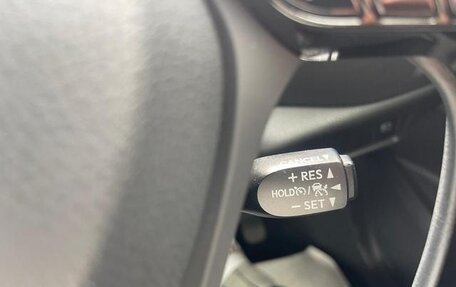 CANCEL
+ RES
HOLD /
− SET